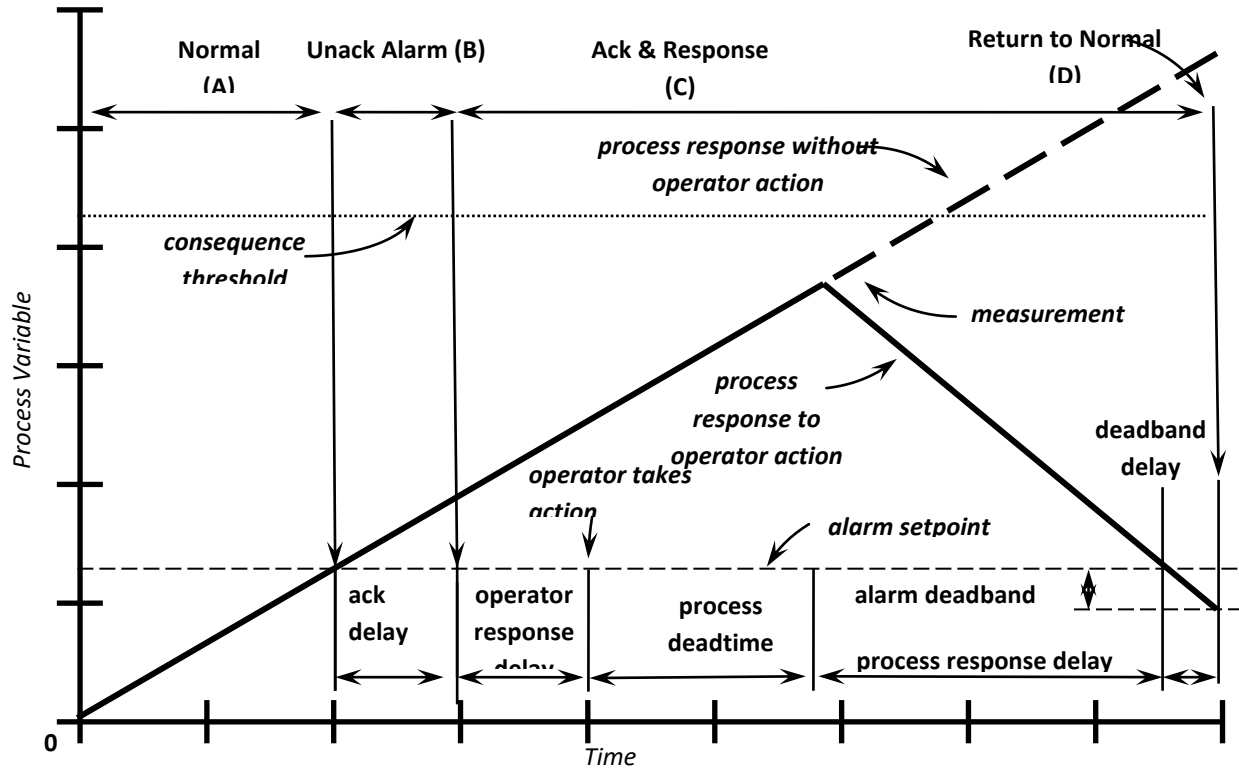 Normal
(A)
Unack Alarm (B)
Ack & Response
(C)
Return to Normal
(D)
process response without
operator action
consequence
threshold
measurement
process
response to
operator action
deadband
delay
operator takes
action
alarm setpoint
ack
delay
operator
response
delay
process
deadtime
alarm deadband
process response delay
Process Variable
0
Time